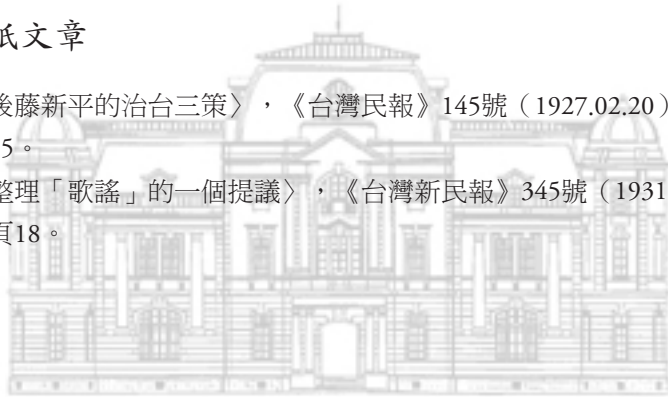 紙文章
後藤新平的治台三策〉，《台灣民報》145號（1927.02.20）
5。
整理「歌謠」的一個提議〉，《台灣新民報》345號（1931
頁18。